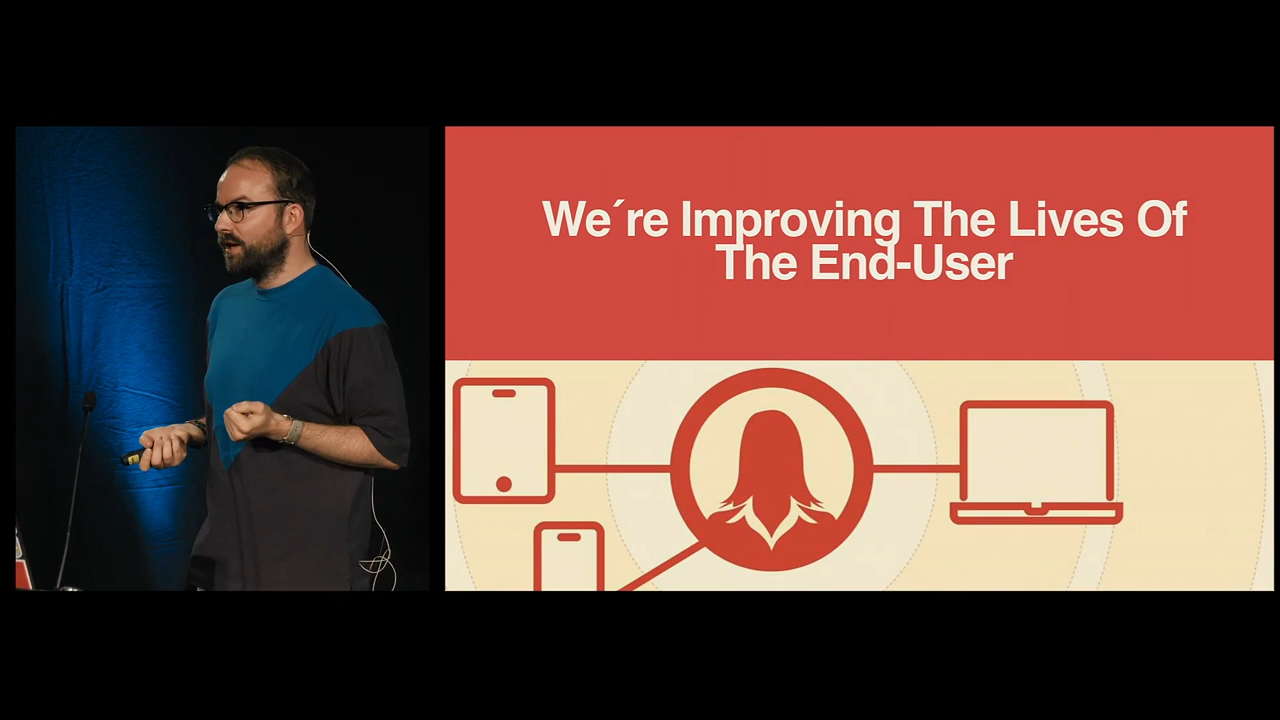 We´re Improving The Lives Of
The End-User